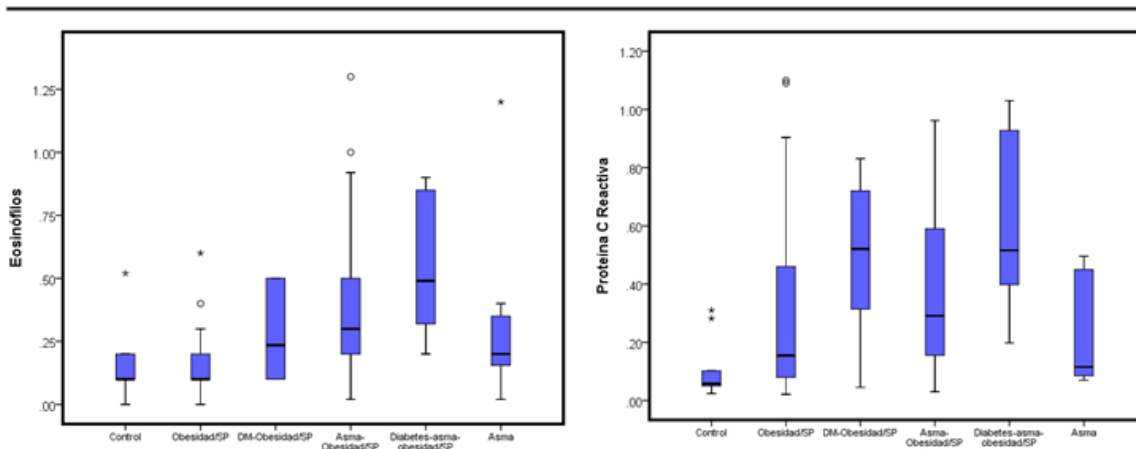 Eosinófilos
1.25
1.00
.75
.50
.25
.00
Control
Obesidad/SP
DM-Obesidad/SP
Asma-
Obesidad/SP
Diabetes-asma-
obesidad/SP
Asma
Proteina C Reactiva
1.20
1.00
.80
.60
.40
.20
.00
Control
Obesidad/SP
DM-Obesidad/SP
Asma-
Obesidad/SP
Diabetes-asma-
obesidad/SP
Asma